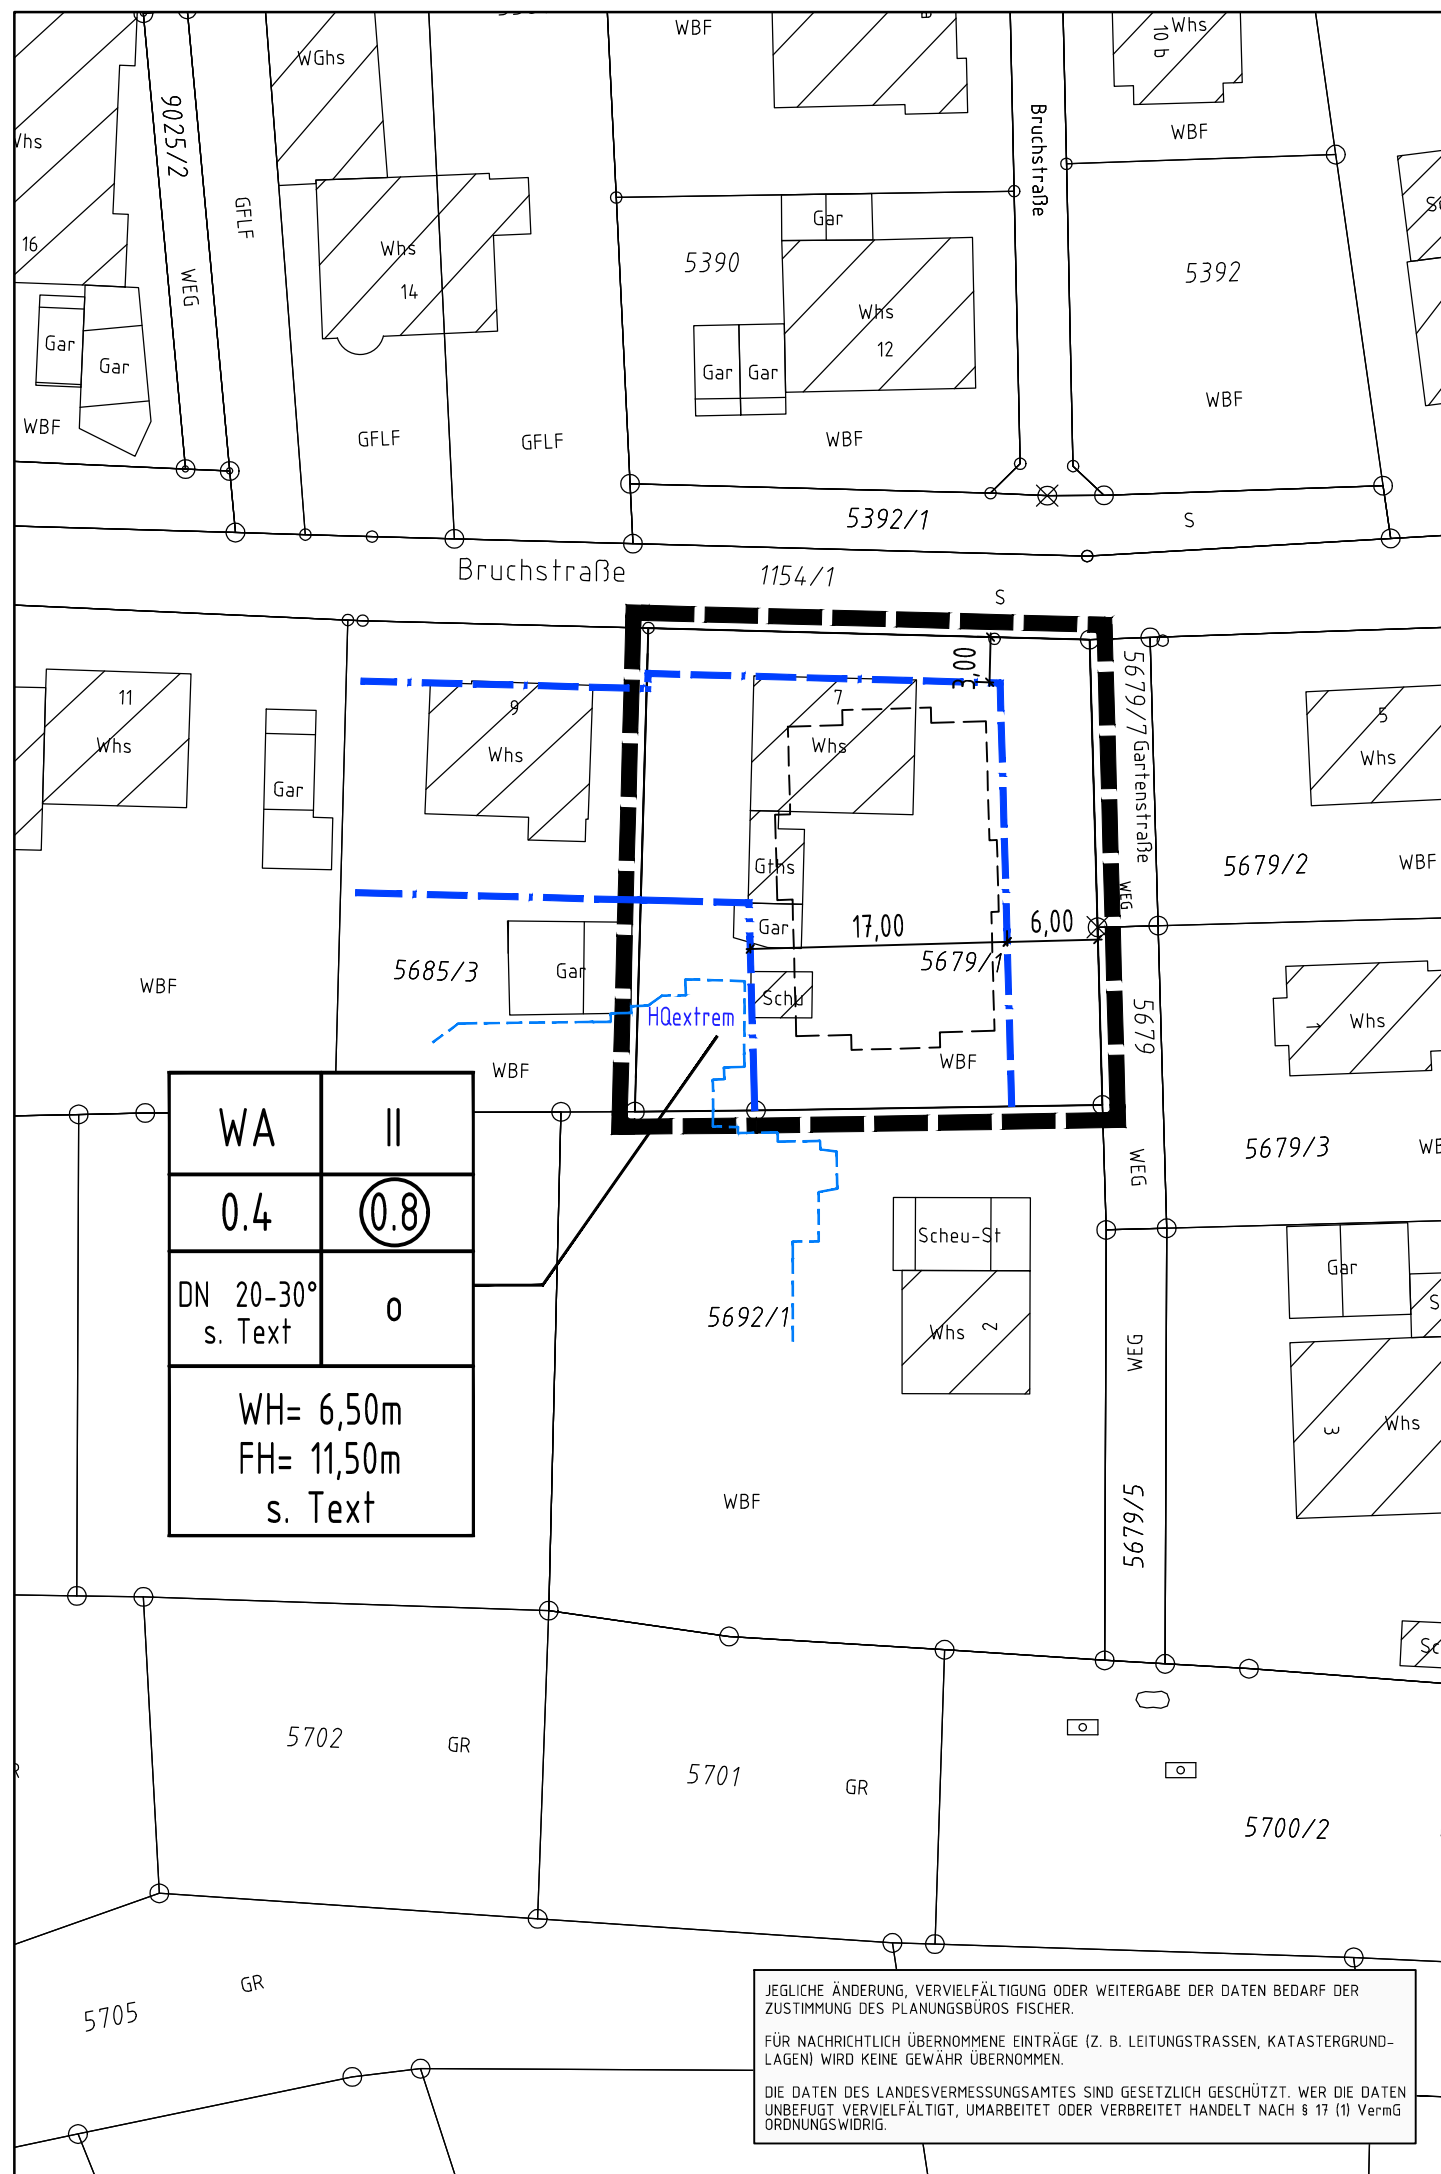 WBF
WGhs
Whs
10 b
9025/2
Bruchstraße
WBF
GFLF
Gar
Whs
16
14
WEG
5390
5392
Whs
12
Gar
Gar
Gar
Gar
WBF
GFLF
GFLF
WBF
WBF
5392/1
S
Bruchstraße
1154/1
S
3,00
5679/7
Gartenstraße
WEG
11
Whs
9
Whs
7
Whs
5
Whs
Gar
Gths
5679/2
WBF
Gar
17,00
6,00
5679/1
5685/3
Gar
WBF
Schu
HQextrem
5679
1
Whs
WBF
WBF
WA
II
0.4
0.8
DN 20-30°
s. Text
o
WH= 6,50m
FH= 11,50m
s. Text
WEG
5679/3
Scheu-St
Gar
5692/1
Whs
2
WEG
3
Whs
WBF
5679/5
5702
GR
5701
GR
5700/2
GR
5705
JEGLICHE ÄNDERUNG, VERVIELFÄLTIGUNG ODER WEITERGABE DER DATEN BEDARF DER
ZUSTIMMUNG DES PLANUNGSBÜROS FISCHER.
FÜR NACHRICHTLICH ÜBERNOMMENE EINTRÄGE (Z. B. LEITUNGSTRASSEN, KATASTERGRUND-
LAGEN) WIRD KEINE GEWÄHR ÜBERNOMMEN.
DIE DATEN DES LANDESVERMESSUNGSAMTES SIND GESETZLICH GESCHÜTZT. WER DIE DATEN
UNBEFUGT VERVIELFÄLTIGT, UMARBEITET ODER VERBREITET HANDELT NACH § 17 (1) VermG
ORDNUNGSWIDRIG.